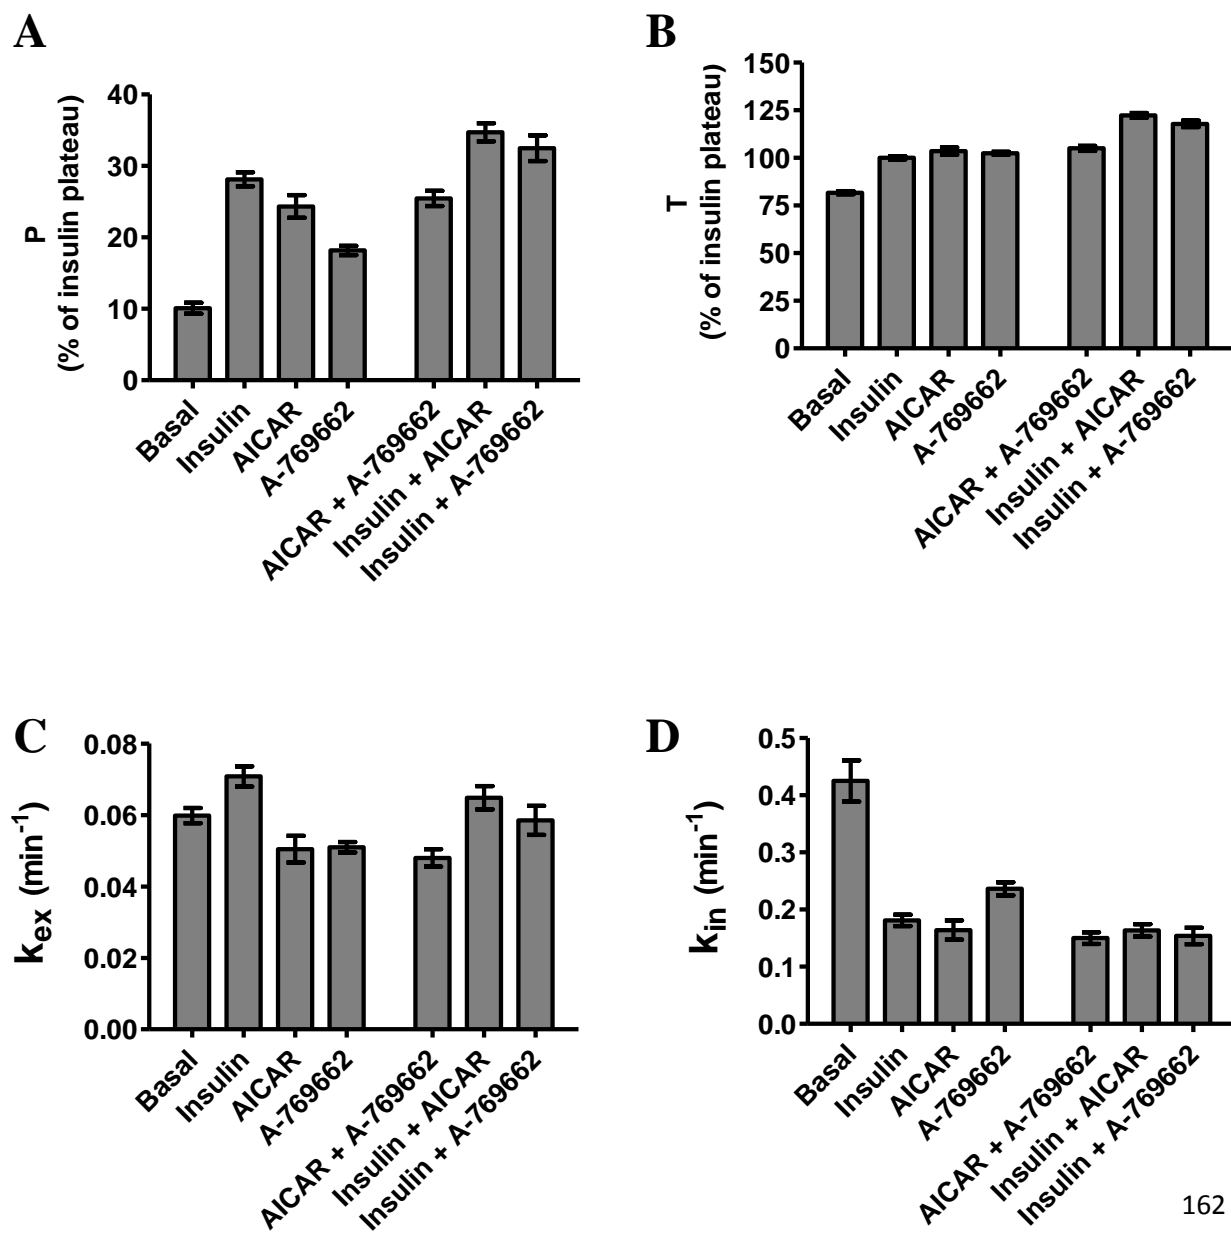 A
P
(% of insulin plateau)
40
30
20
10
0
Basal
Insulin
AICAR
A-769662
AICAR + A-769662
Insulin + AICAR
Insulin + A-769662
B
T
(% of insulin plateau)
150
125
100
75
50
25
0
Basal
Insulin
AICAR
A-769662
AICAR + A-769662
Insulin + AICAR
Insulin + A-769662
C
kex (min-1)
0.08
0.06
0.04
0.02
0.00
Basal
Insulin
AICAR
A-769662
AICAR + A-769662
Insulin + AICAR
Insulin + A-769662
D
kin (min-1)
0.5
0.4
0.3
0.2
0.1
0.0
Basal
Insulin
AICAR
A-769662
AICAR + A-769662
Insulin + AICAR
Insulin + A-769662
162